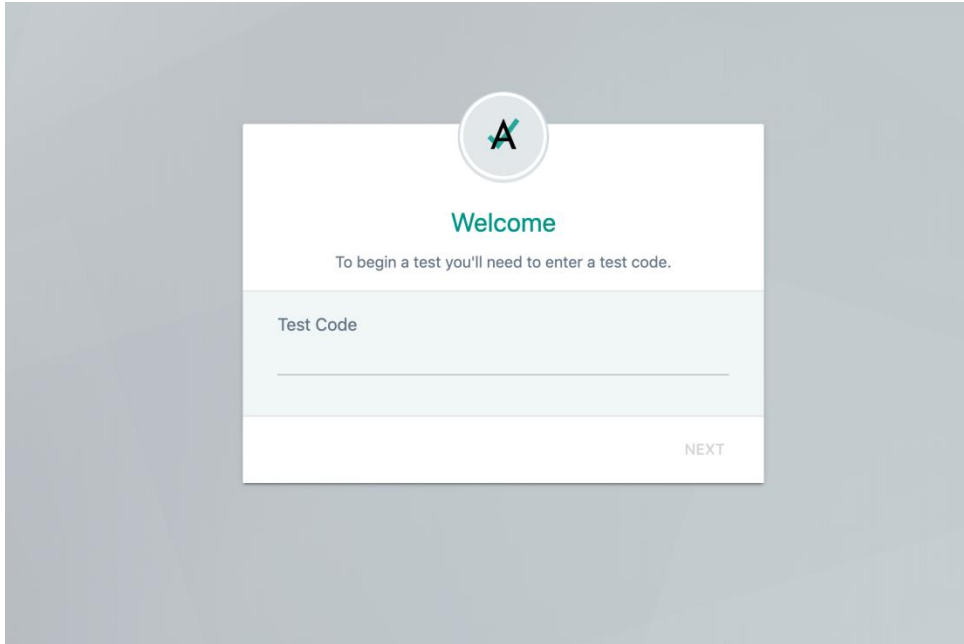 A
Welcome
To begin a test you'll need to enter a test code.
Test Code
NEXT